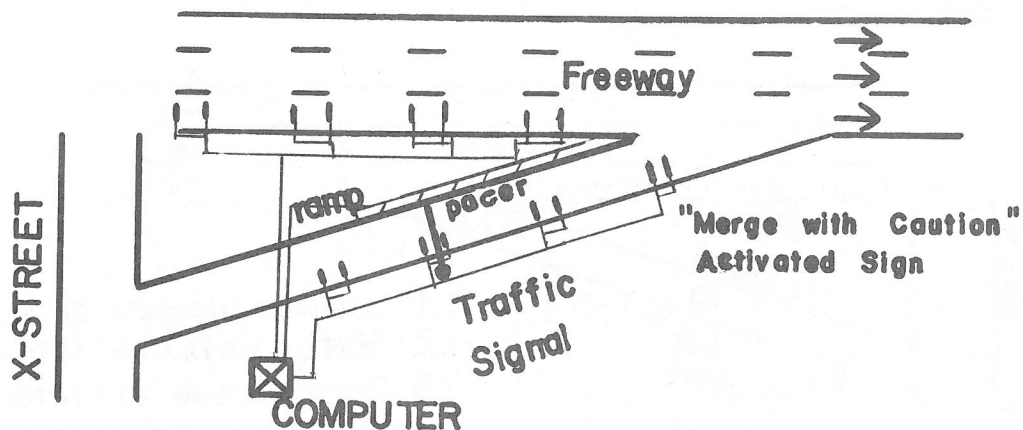 Freeway
ramp
pacer
"Merge with Caution"
Activated Sign
Traffic
Signal
X-STREET
COMPUTER